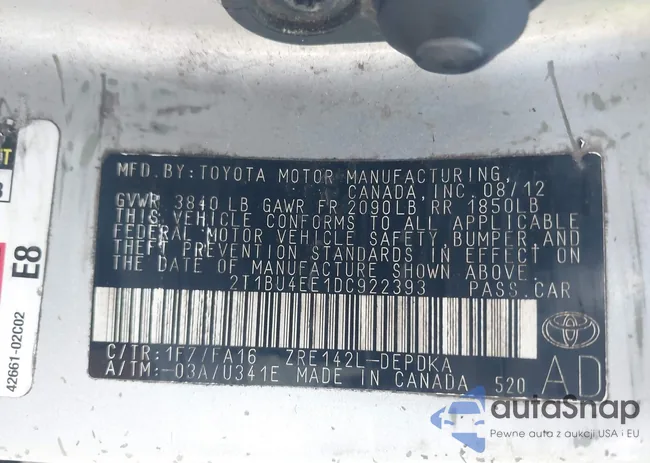 MFD. BY: TOYOTA MOTOR MANUFACTURING,
CANADA, INC. 08/12
GVWR 3840 LB GAWR FR 2090LB RR 1850LB
THIS VEHICLE CONFORMS TO ALL APPLICABLE
FEDERAL MOTOR VEHICLE SAFETY, BUMPER, AND
THEFT PREVENTION STANDARDS IN EFFECT ON
THE DATE OF MANUFACTURE SHOWN ABOVE.
2T1BU4EE1DC922393 PASS. CAR
C/TR: 1F7/FA16 ZRE142L-DEPDKA
A/TM: -03A/U341E MADE IN CANADA 520
AD
E8
42661-02C02
autaSnap
Pewne auta z aukcji USA i EU